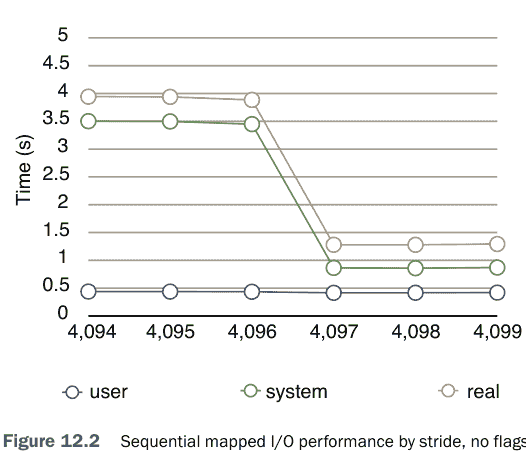 5
4.5
4
3.5
3
2.5
2
1.5
1
0.5
0
Time (s)
4,094 4,095 4,096 4,097 4,098 4,099
user system real
Figure 12.2 Sequential mapped I/O performance by stride, no flags